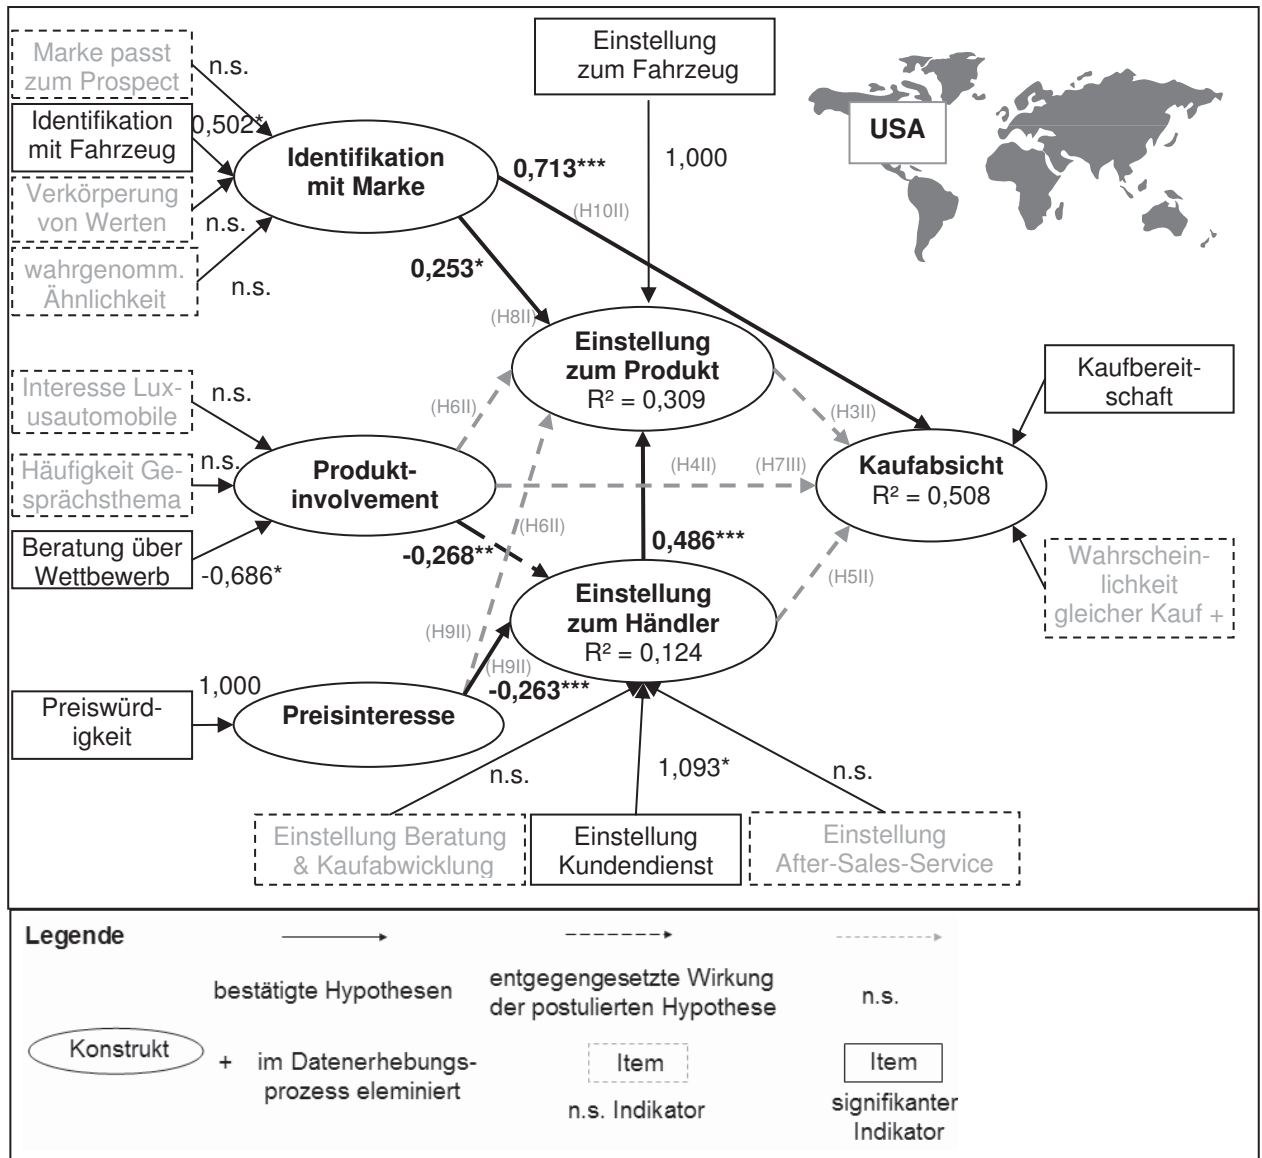 Marke passt
zum Prospect
n.s.
Identifikation
mit Fahrzeug
0,502*
Verkörperung
von Werten
n.s.
wahrgenomm.
Ähnlichkeit
n.s.
Identifikation
mit Marke
Einstellung
zum Fahrzeug
1,000
0,713***
(H10II)
0,253*
(H8II)
USA
Einstellung
zum Produkt
R² = 0,309
Interesse Lux-
usautomobile
n.s.
Häufigkeit Ge-
sprächsthema
n.s.
Beratung über
Wettbewerb
-0,686*
Produkt-
involvement
(H6II)
(H4II)
(H7III)
(H3II)
Kaufbereit-
schaft
Kaufabsicht
R² = 0,508
Wahrschein-
lichkeit
gleicher Kauf +
(H6II)
-0,268**
0,486***
(H5II)
Einstellung
zum Händler
R² = 0,124
(H9II)
(H9II)
-0,263***
Preiswürd-
igkeit
1,000
Preisinteresse
n.s.
1,093*
n.s.
Einstellung Beratung
& Kaufabwicklung
Einstellung
Kundendienst
Einstellung
After-Sales-Service
Legende
bestätigte Hypothesen
entgegengesetzte Wirkung
der postulierten Hypothese
n.s.
Konstrukt
+ im Datenerhebungs-
prozess eleminiert
Item
n.s. Indikator
Item
signifikanter
Indikator